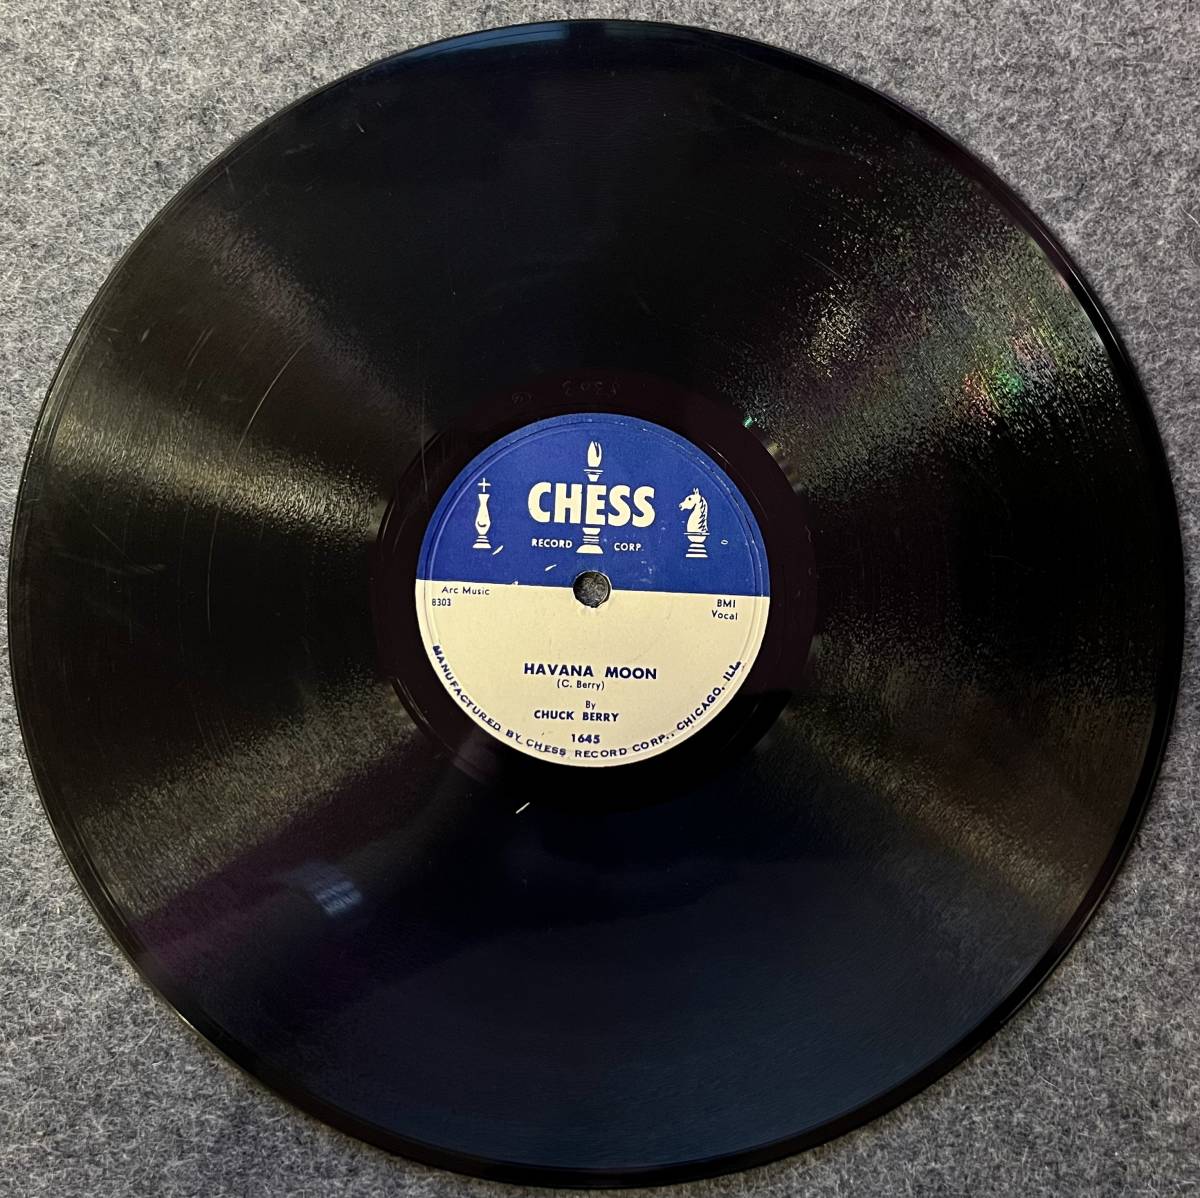 CHESS
RECORD CORP.
Arc Music
8303
BMI
Vocal
HAVANA MOON
(C. Berry)
By
CHUCK BERRY
1645
MANUFACTURED BY CHESS RECORD CORP., CHICAGO, ILL.